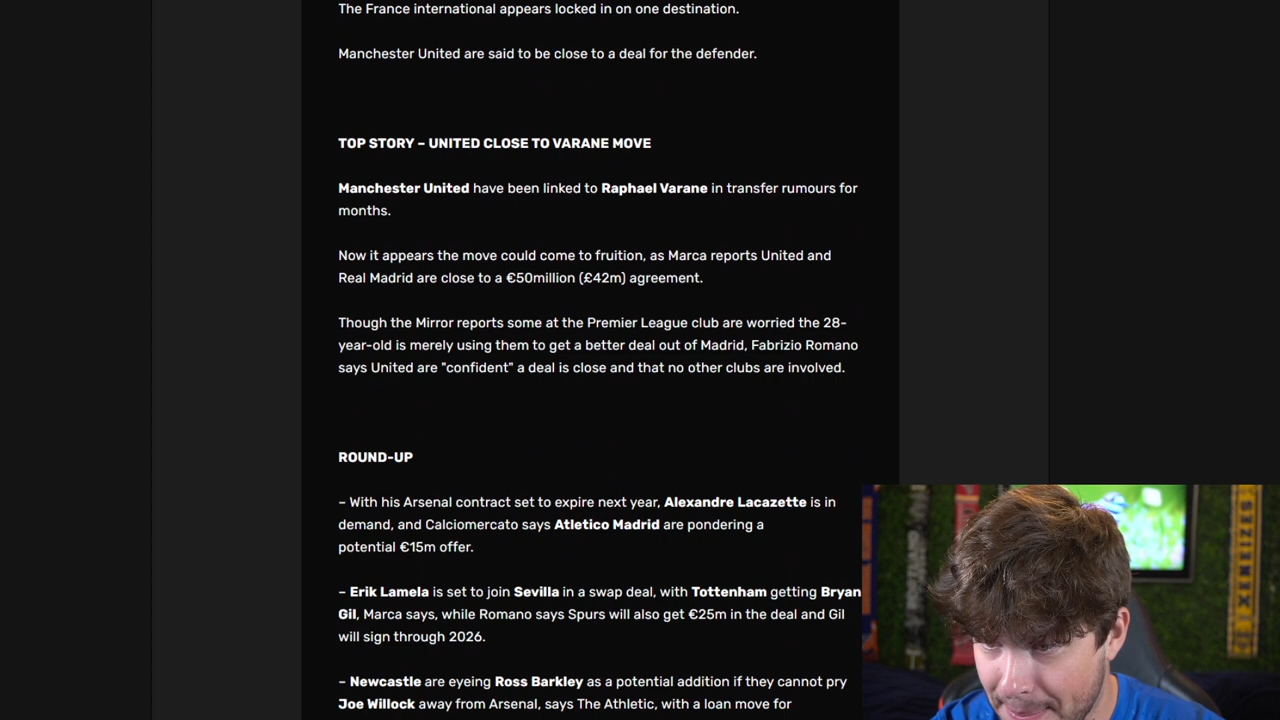 The France international appears locked in on one destination.
Manchester United are said to be close to a deal for the defender.
TOP STORY – UNITED CLOSE TO VARANE MOVE
Manchester United have been linked to Raphael Varane in transfer rumours for
months.
Now it appears the move could come to fruition, as Marca reports United and
Real Madrid are close to a €50million (£42m) agreement.
Though the Mirror reports some at the Premier League club are worried the 28-
year-old is merely using them to get a better deal out of Madrid, Fabrizio Romano
says United are "confident" a deal is close and that no other clubs are involved.
ROUND-UP
– With his Arsenal contract set to expire next year, Alexandre Lacazette is in
demand, and Calciomercato says Atletico Madrid are pondering a
potential €15m offer.
– Erik Lamela is set to join Sevilla in a swap deal, with Tottenham getting Bryan
Gil, Marca says, while Romano says Spurs will also get €25m in the deal and Gil
will sign through 2026.
– Newcastle are eyeing Ross Barkley as a potential addition if they cannot pry
Joe Willock away from Arsenal, says The Athletic, with a loan move for